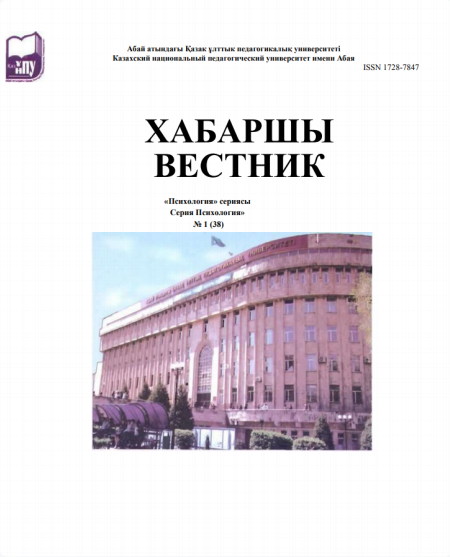 ҰПУ
Абай атындағы Қазақ ұлттық педагогикалық университеті
Казахский национальный педагогический университет имени Абая
ISSN 1728-7847
ХАБАРШЫ
ВЕСТНИК
«Психология» сериясы
Серия Психология»
№ 1 (38)